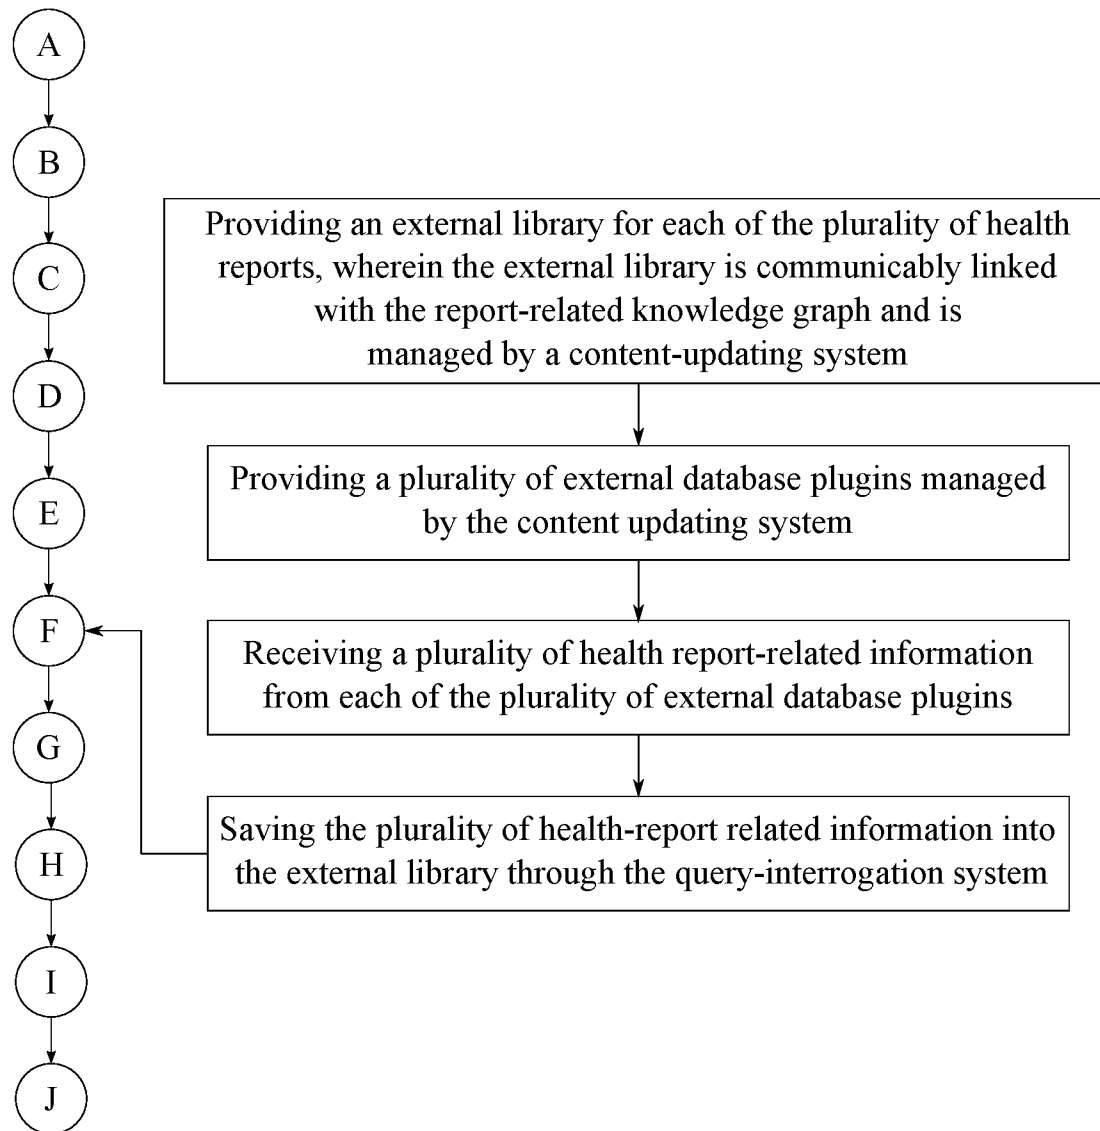 A
B
C
D
E
F
G
H
I
J
Providing an external library for each of the plurality of health
reports, wherein the external library is communicably linked
with the report-related knowledge graph and is
managed by a content-updating system
Providing a plurality of external database plugins managed
by the content updating system
Receiving a plurality of health report-related information
from each of the plurality of external database plugins
Saving the plurality of health-report related information into
the external library through the query-interrogation system